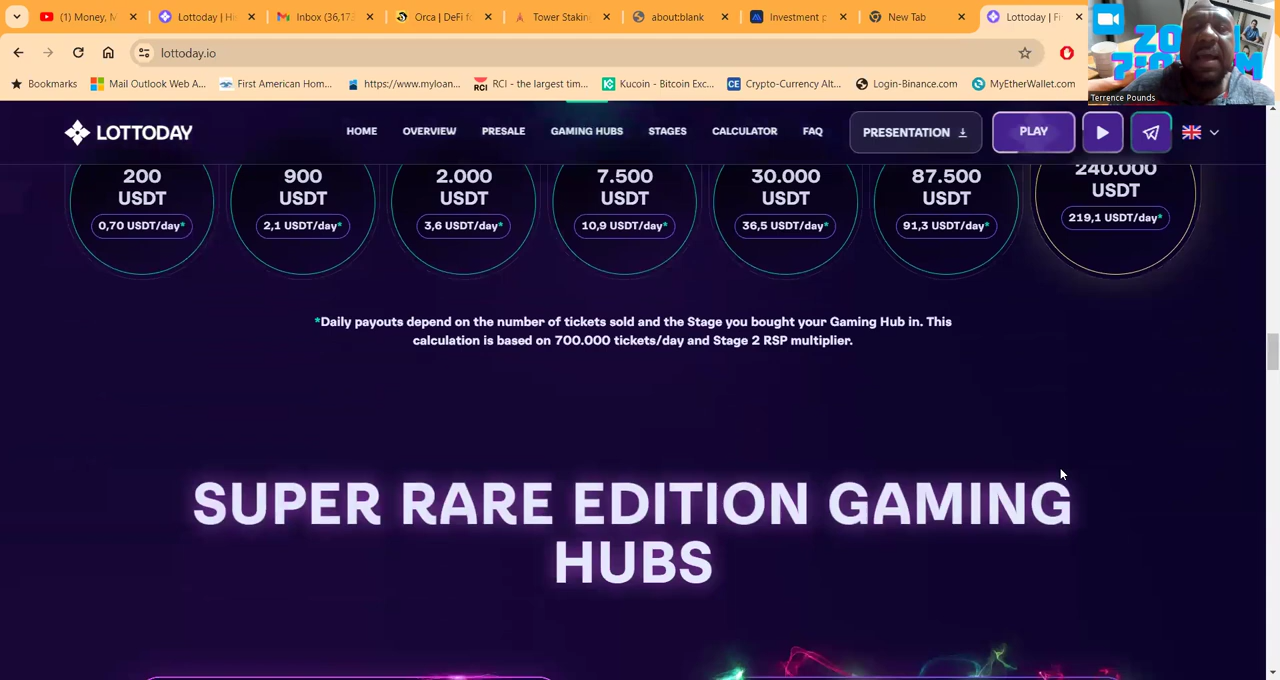 (1) Money, M
Lottoday | H
Inbox (36,17
Orca | DeFi fo
Tower Stakin
about:blank
Investment p
New Tab
Lottoday | Fi
lottoday.io
Bookmarks
Mail Outlook Web A...
First American Hom...
https://www.myloan...
RCI - the largest tim...
Kucoin - Bitcoin Exc...
Crypto-Currency Alt...
Login-Binance.com
MyEtherWallet.com
Terrence Pounds
LOTTODAY
HOME
OVERVIEW
PRESALE
GAMING HUBS
STAGES
CALCULATOR
FAQ
PRESENTATION
PLAY
200
USDT
0,70 USDT/day*
900
USDT
2,1 USDT/day*
2.000
USDT
3,6 USDT/day*
7.500
USDT
10,9 USDT/day*
30.000
USDT
36,5 USDT/day*
87.500
USDT
91,3 USDT/day*
240.000
USDT
219,1 USDT/day*
*Daily payouts depend on the number of tickets sold and the Stage you bought your Gaming Hub in. This
calculation is based on 700.000 tickets/day and Stage 2 RSP multiplier.
SUPER RARE EDITION GAMING
HUBS